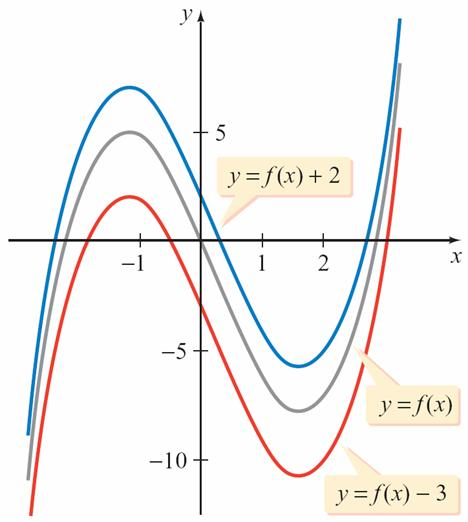 y
5
y = f(x) + 2
−1
1
2
x
−5
y = f(x)
−10
y = f(x) − 3